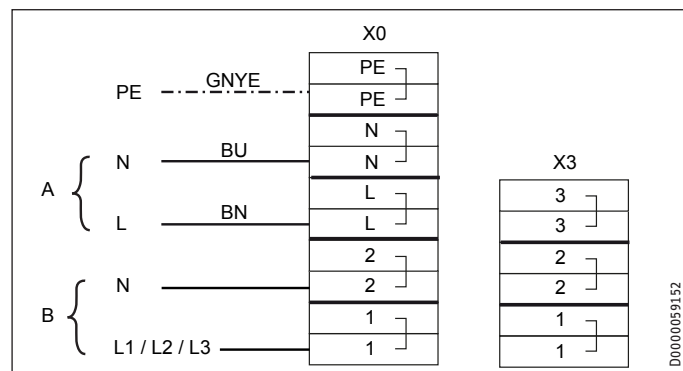 X0
PE
PE GNYE PE
N
N BU N X3
A
L 3
L BN L 3
2 2
N 2 2
B
1 1
L1 / L2 / L3 1 1
D0000059152